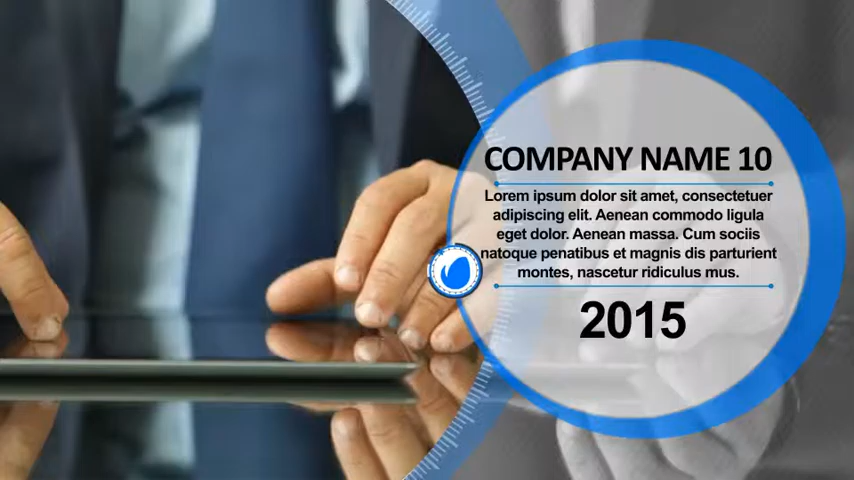 COMPANY NAME 10
Lorem ipsum dolor sit amet, consectetuer
adipiscing elit. Aenean commodo ligula
eget dolor. Aenean massa. Cum sociis
natoque penatibus et magnis dis parturient
montes, nascetur ridiculus mus.
2015